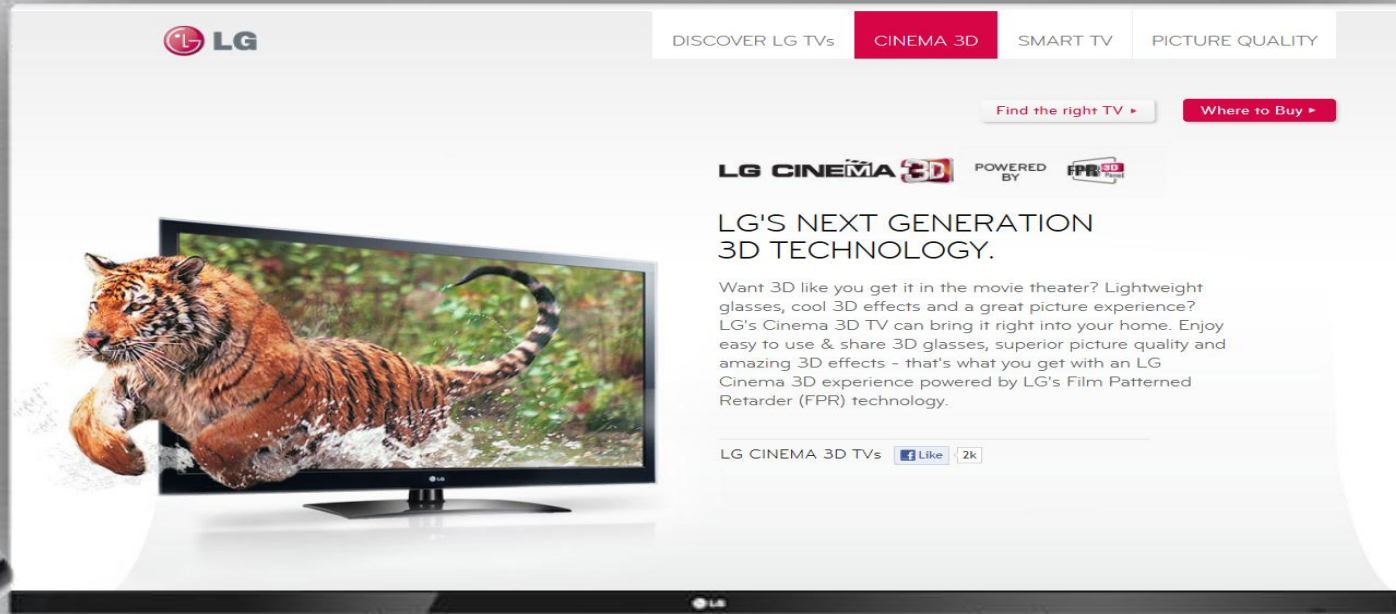 LG
DISCOVER LG TVs CINEMA 3D SMART TV PICTURE QUALITY
Find the right TV Where to Buy
LG CINEMA 3D POWERED BY FPR 3D Panel
LG'S NEXT GENERATION
3D TECHNOLOGY.
Want 3D like you get it in the movie theater? Lightweight
glasses, cool 3D effects and a great picture experience?
LG's Cinema 3D TV can bring it right into your home. Enjoy
easy to use & share 3D glasses, superior picture quality and
amazing 3D effects - that's what you get with an LG
Cinema 3D experience powered by LG's Film Patterned
Retarder (FPR) technology.
LG CINEMA 3D TVs Like 2k
LG
LG